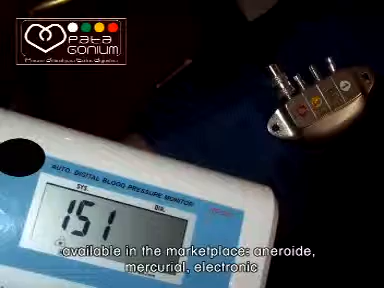 PATA
GONIUM
AUTO DIGITAL BLOOD PRESSURE MONITOR
SYS.
DIA.
151
available in the marketplace: aneroide,
mercurial, electronic